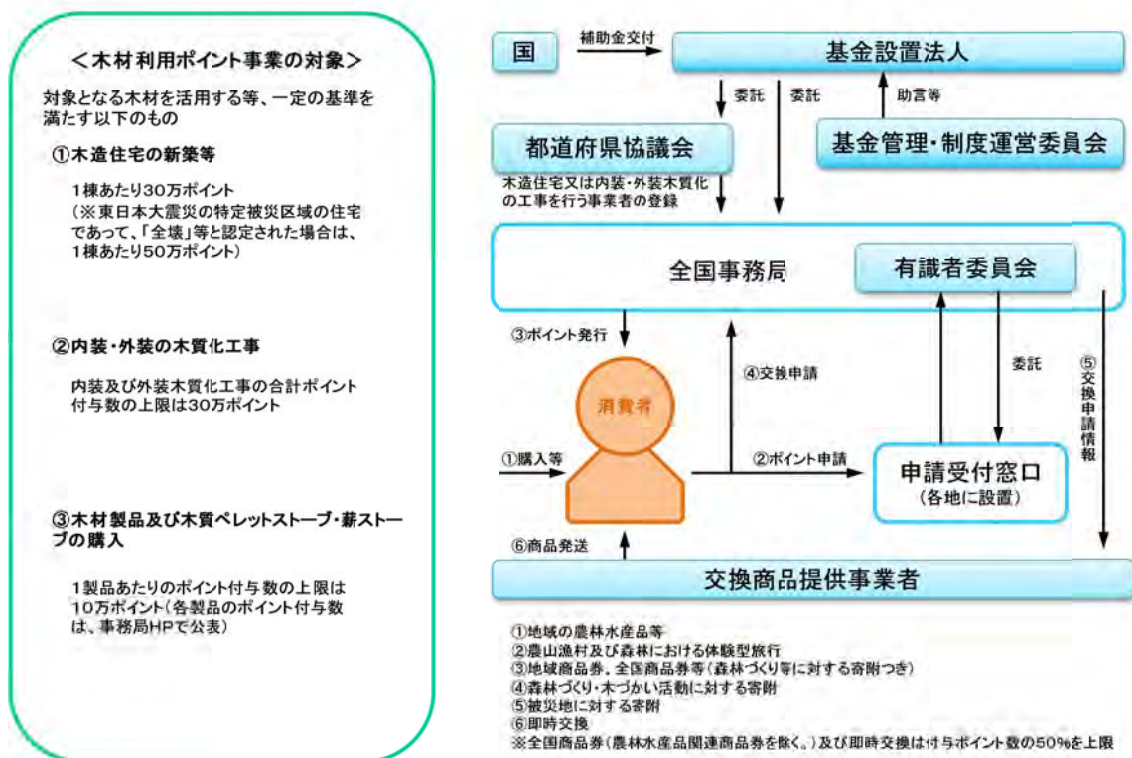 <木材利用ポイント事業の対象>
対象となる木材を活用する等、一定の基準を
満たす以下のもの
①木造住宅の新築等
1棟あたり30万ポイント
(※東日本大震災の特定被災区域の住宅
であって、「全壊」等と認定された場合は、
1棟あたり50万ポイント)
②内装・外装の木質化工事
内装及び外装木質化工事の合計ポイント
付与数の上限は30万ポイント
③木材製品及び木質ペレットストーブ・薪ストー
ブの購入
1製品あたりのポイント付与数の上限は
10万ポイント(各製品のポイント付与数
は、事務局HPで公表)
国
補助金交付
基金設置法人
委託
委託
助言等
都道府県協議会
基金管理・制度運営委員会
木造住宅又は内装・外装木質化
の工事を行う事業者の登録
全国事務局
有識者委員会
③ポイント発行
④交換申請
委託
⑤交換申請情報
消費者
①購入等
②ポイント申請
申請受付窓口
(各地に設置)
⑥商品発送
交換商品提供事業者
①地域の農林水産品等
②農山漁村及び森林における体験型旅行
③地域商品券、全国商品券等(森林づくり等に対する寄附つき)
④森林づくり・木づかい活動に対する寄附
⑤被災地に対する寄附
⑥即時交換
※全国商品券(農林水産品関連商品券を除く。)及び即時交換は付与ポイント数の50%を上限